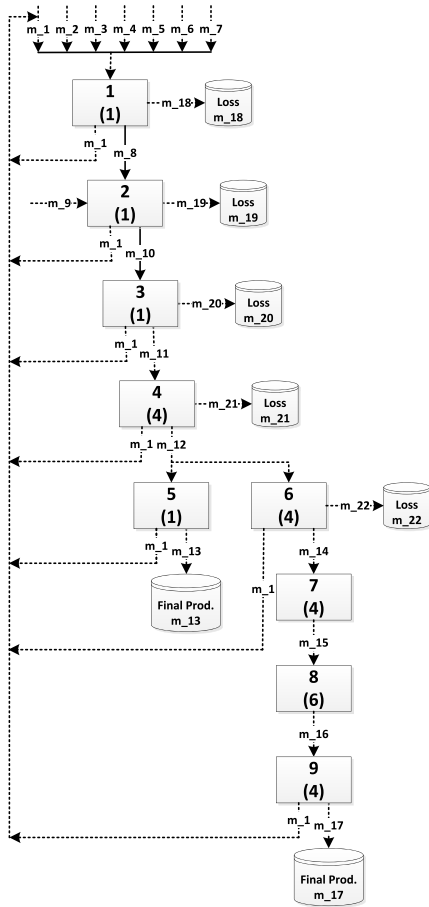 m_1 m_2 m_3 m_4 m_5 m_6 m_7
1
(1)
m_18
Loss
m_18
m_1
m_8
2
(1)
m_9
m_19
Loss
m_19
m_1
m_10
3
(1)
m_20
Loss
m_20
m_1
m_11
4
(4)
m_21
Loss
m_21
m_1 m_12
5
(1)
6
(4)
m_22
Loss
m_22
m_1
m_13
Final Prod.
m_13
m_14
m_1
7
(4)
m_15
8
(6)
m_16
9
(4)
m_1
m_17
Final Prod.
m_17